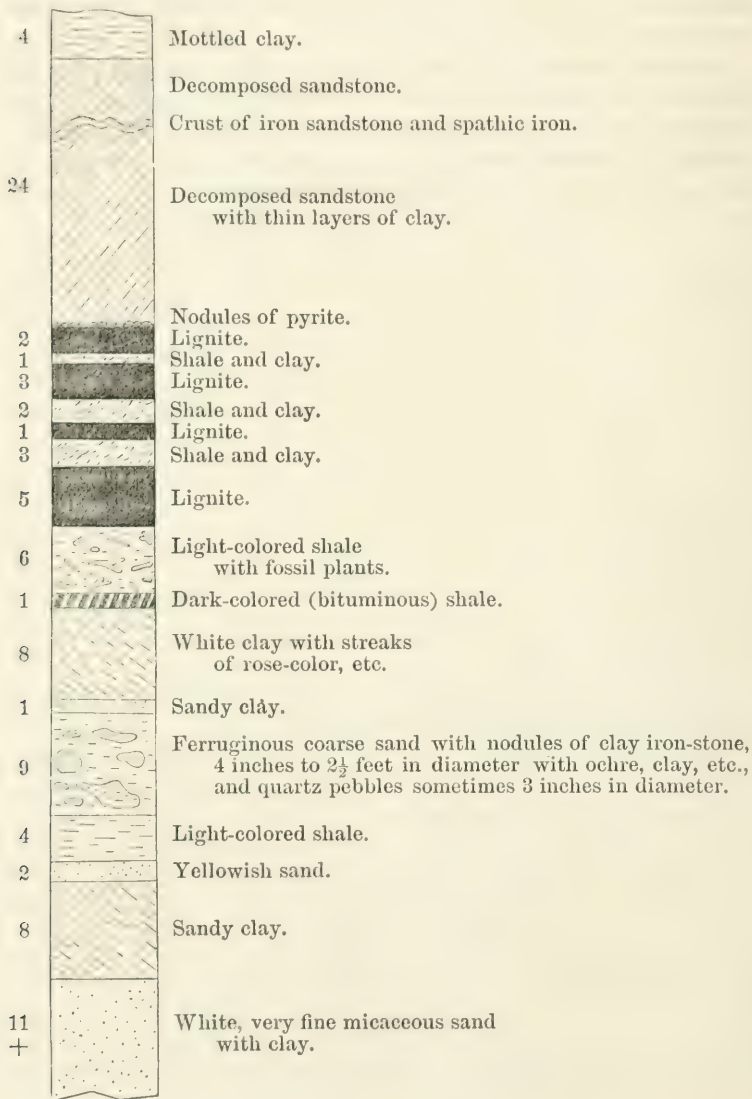 4 Mottled clay.
Decomposed sandstone.
Crust of iron sandstone and spathic iron.
24 Decomposed sandstone
with thin layers of clay.
Nodules of pyrite.
2 Lignite.
1 Shale and clay.
3 Lignite.
2 Shale and clay.
1 Lignite.
3 Shale and clay.
5 Lignite.
6 Light-colored shale
with fossil plants.
1 Dark-colored (bituminous) shale.
8 White clay with streaks
of rose-color, etc.
1 Sandy clay.
9 Ferruginous coarse sand with nodules of clay iron-stone,
4 inches to 2½ feet in diameter with ochre, clay, etc.,
and quartz pebbles sometimes 3 inches in diameter.
4 Light-colored shale.
2 Yellowish sand.
8 Sandy clay.
11 White, very fine micaceous sand
+ with clay.